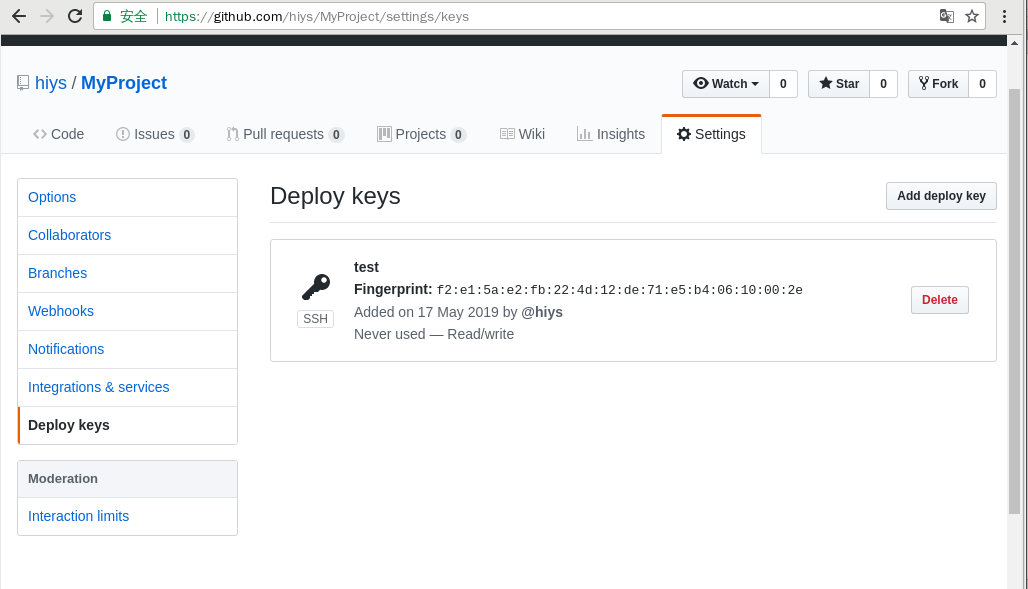 安全 https://github.com/hiys/MyProject/settings/keys
hiys / MyProject
Watch 0 Star 0 Fork 0
Code Issues 0 Pull requests 0 Projects 0 Wiki Insights Settings
Options
Collaborators
Branches
Webhooks
Notifications
Integrations & services
Deploy keys
Moderation
Interaction limits
Deploy keys
Add deploy key
SSH
test
Fingerprint: f2:e1:5a:e2:fb:22:4d:12:de:71:e5:b4:06:10:00:2e
Added on 17 May 2019 by @hiys
Never used — Read/write
Delete